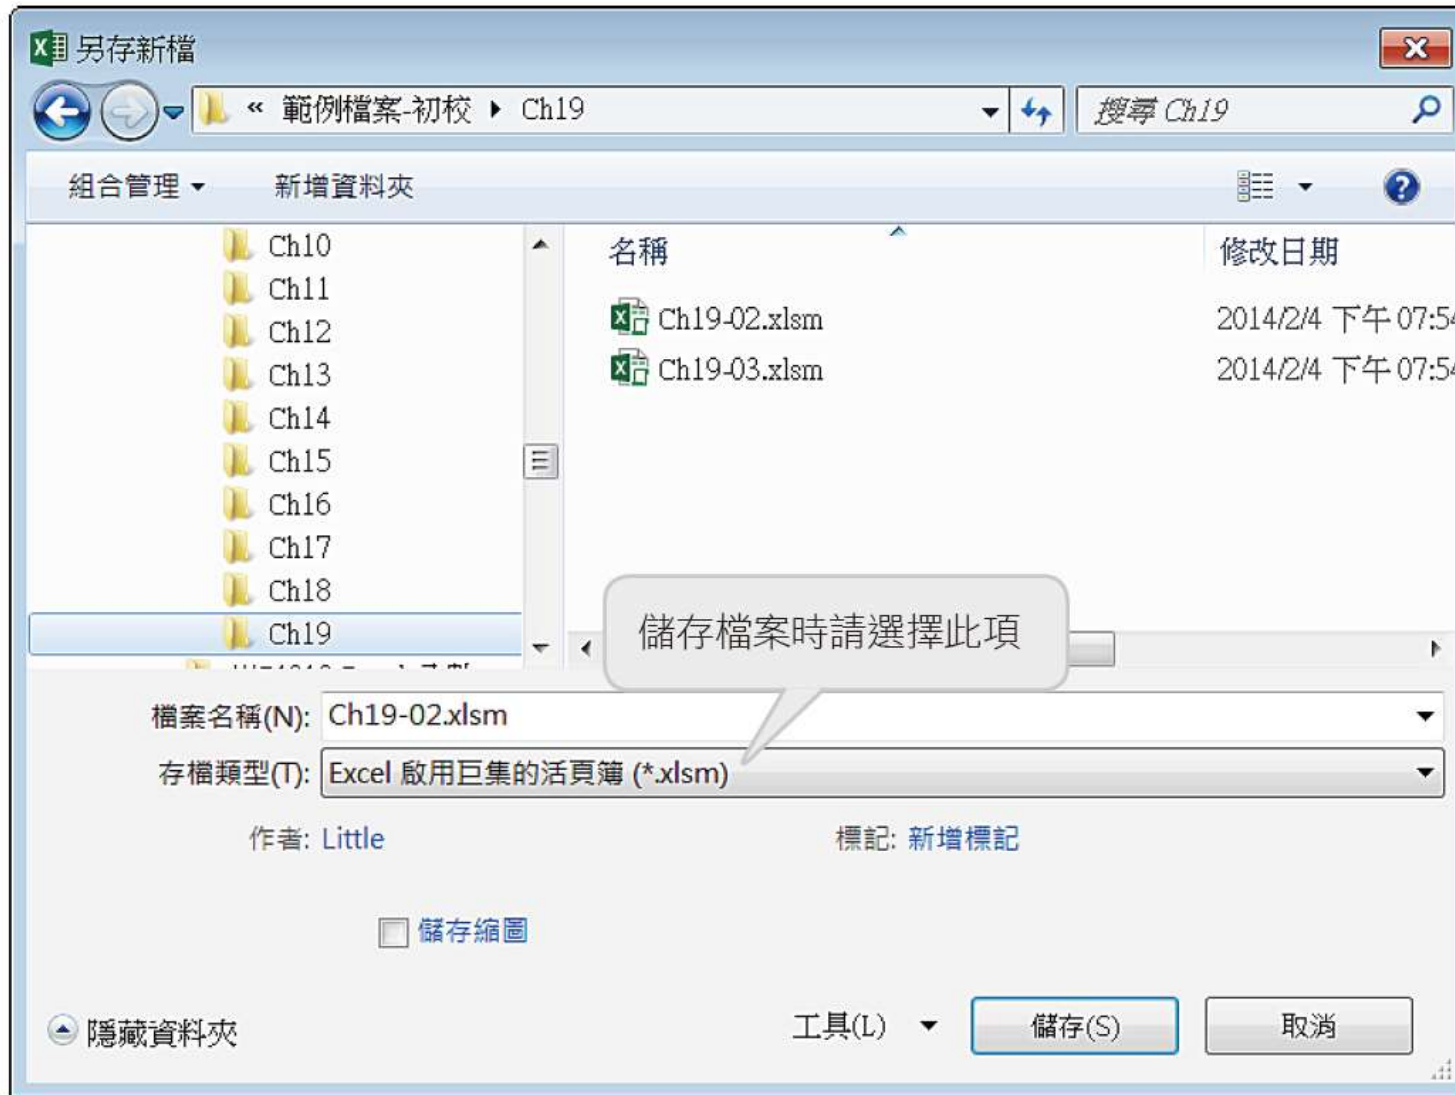 另存新檔
« 範例檔案-初校 ▸ Ch19
搜尋 Ch19
組合管理
新增資料夾
Ch10
Ch11
Ch12
Ch13
Ch14
Ch15
Ch16
Ch17
Ch18
Ch19
名稱
修改日期
Ch19-02.xlsm
2014/2/4 下午 07:54
Ch19-03.xlsm
2014/2/4 下午 07:54
儲存檔案時請選擇此項
檔案名稱(N): Ch19-02.xlsm
存檔類型(T): Excel 啟用巨集的活頁簿 (*.xlsm)
作者: Little
標記: 新增標記
儲存縮圖
隱藏資料夾
工具(L)
儲存(S)
取消